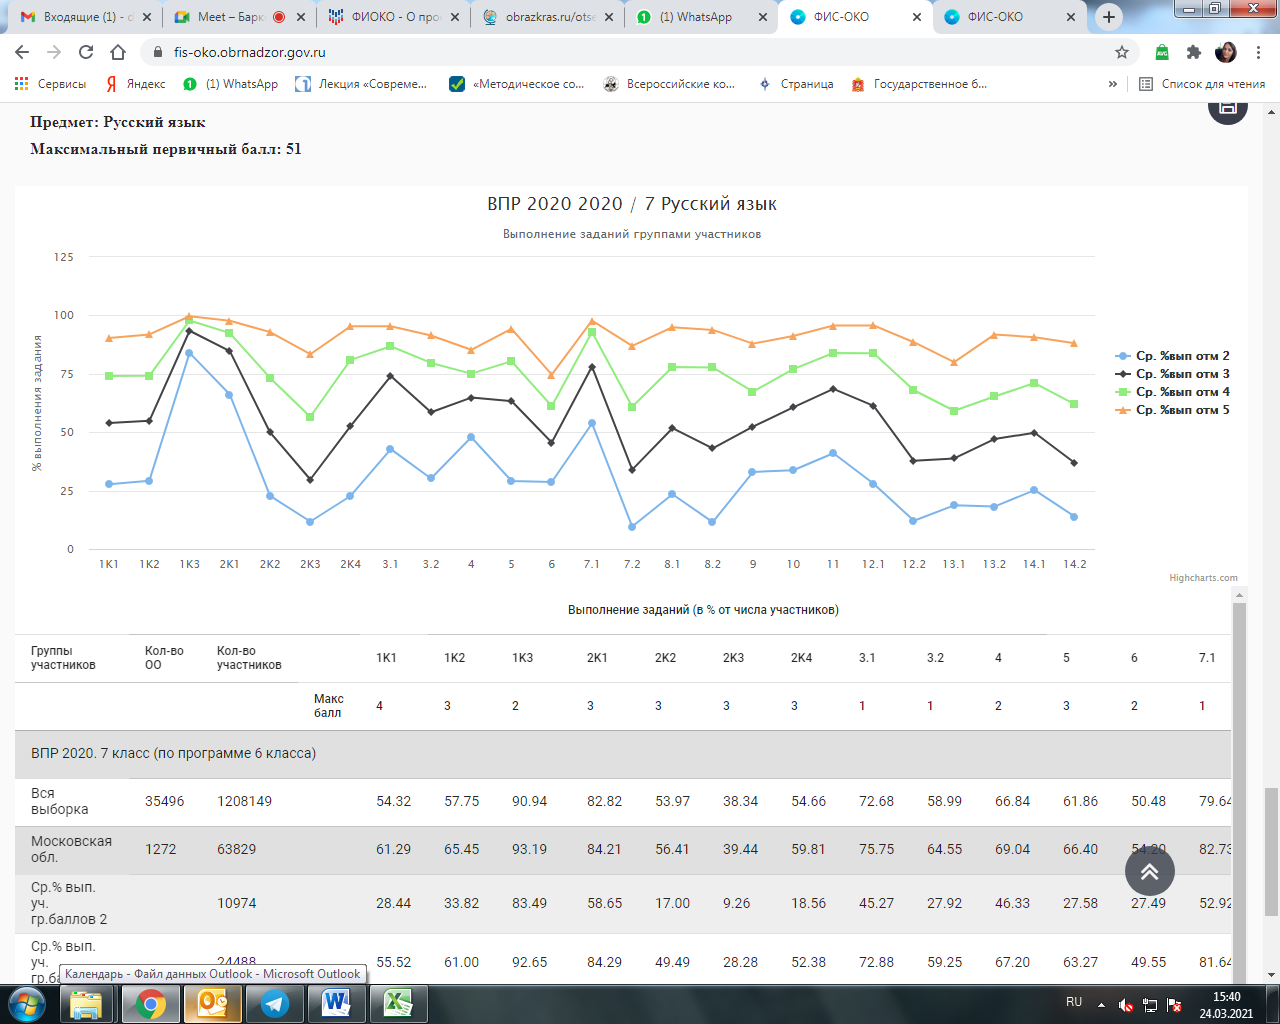 Входящие (1) - d
Meet – Барк
ФИОКО - О про
obrazkras.ru/otse
(1) WhatsApp
ФИС-ОКО
ФИС-ОКО
fis-oko.obrnadzor.gov.ru
Сервисы
Яндекс
(1) WhatsApp
Лекция «Совреме...
«Методическое со...
Всероссийские ко...
Страница
Государственное б...
»
Список для чтения
Предмет: Русский язык
Максимальный первичный балл: 51
ВПР 2020 2020 / 7 Русский язык
Выполнение заданий группами участников
% выполнения задания
125
100
75
50
25
0
1K1 1K2 1K3 2K1 2K2 2K3 2K4 3.1 3.2 4 5 6 7.1 7.2 8.1 8.2 9 10 11 12.1 12.2 13.1 13.2 14.1 14.2
Ср. %вып отм 2
Ср. %вып отм 3
Ср. %вып отм 4
Ср. %вып отм 5
Highcharts.com
Выполнение заданий (в % от числа участников)
Группы участников Кол-во ОО Кол-во участников 1K1 1K2 1K3 2K1 2K2 2K3 2K4 3.1 3.2 4 5 6 7.1
Макс балл 4 3 2 3 3 3 3 1 1 2 3 2 1
ВПР 2020. 7 класс (по программе 6 класса)
Вся выборка 35496 1208149 54.32 57.75 90.94 82.82 53.97 38.34 54.66 72.68 58.99 66.84 61.86 50.48 79.64
Московская обл. 1272 63829 61.29 65.45 93.19 84.21 56.41 39.44 59.81 75.75 64.55 69.04 66.40 54.20 82.73
Ср.% вып. уч. гр.баллов 2 10974 28.44 33.82 83.49 58.65 17.00 9.26 18.56 45.27 27.92 46.33 27.58 27.49 52.92
Ср.% вып. уч. 24488 55.52 61.00 92.65 84.29 49.49 28.28 52.38 72.88 59.25 67.20 63.27 49.55 81.64
Календарь - Файл данных Outlook - Microsoft Outlook
RU
15:40
24.03.2021